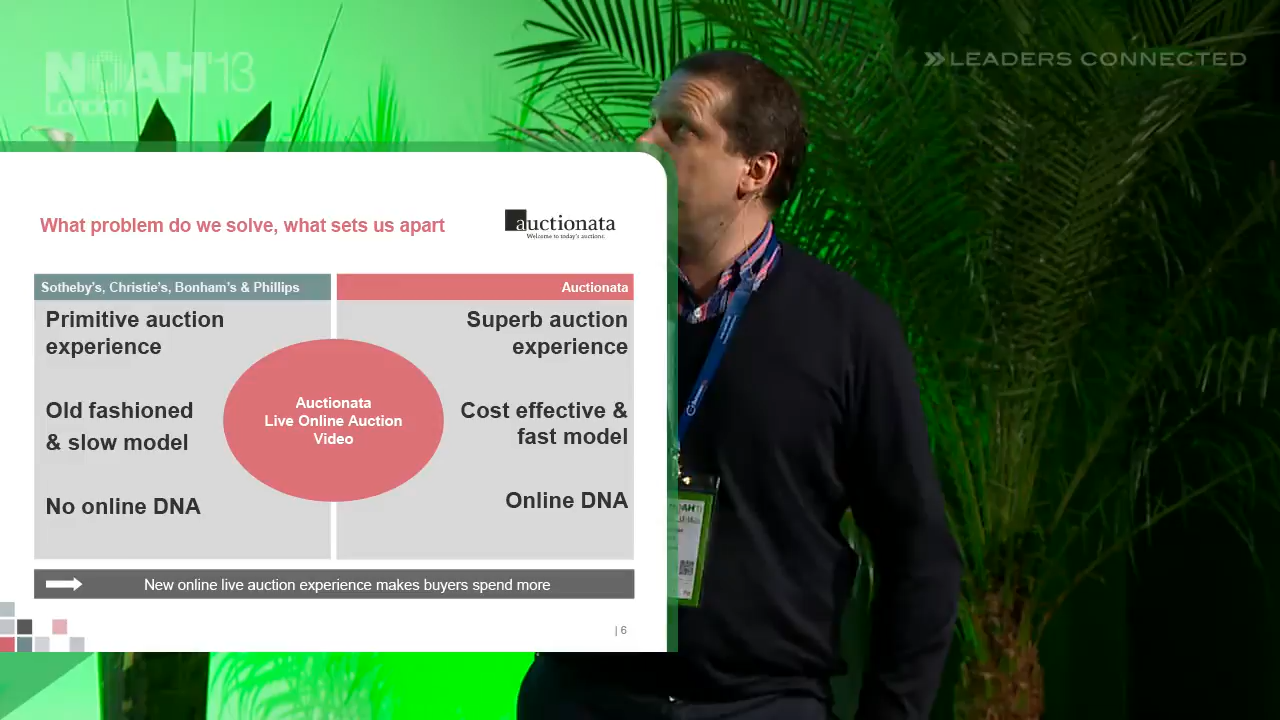 NOAH'13
London
LEADERS CONNECTED
What problem do we solve, what sets us apart
auctionata
Welcome to today's auctions.
Sotheby's, Christie's, Bonham's & Phillips
Auctionata
Primitive auction
experience
Superb auction
experience
Auctionata
Live Online Auction
Video
Old fashioned
& slow model
Cost effective &
fast model
No online DNA
Online DNA
New online live auction experience makes buyers spend more
| 6